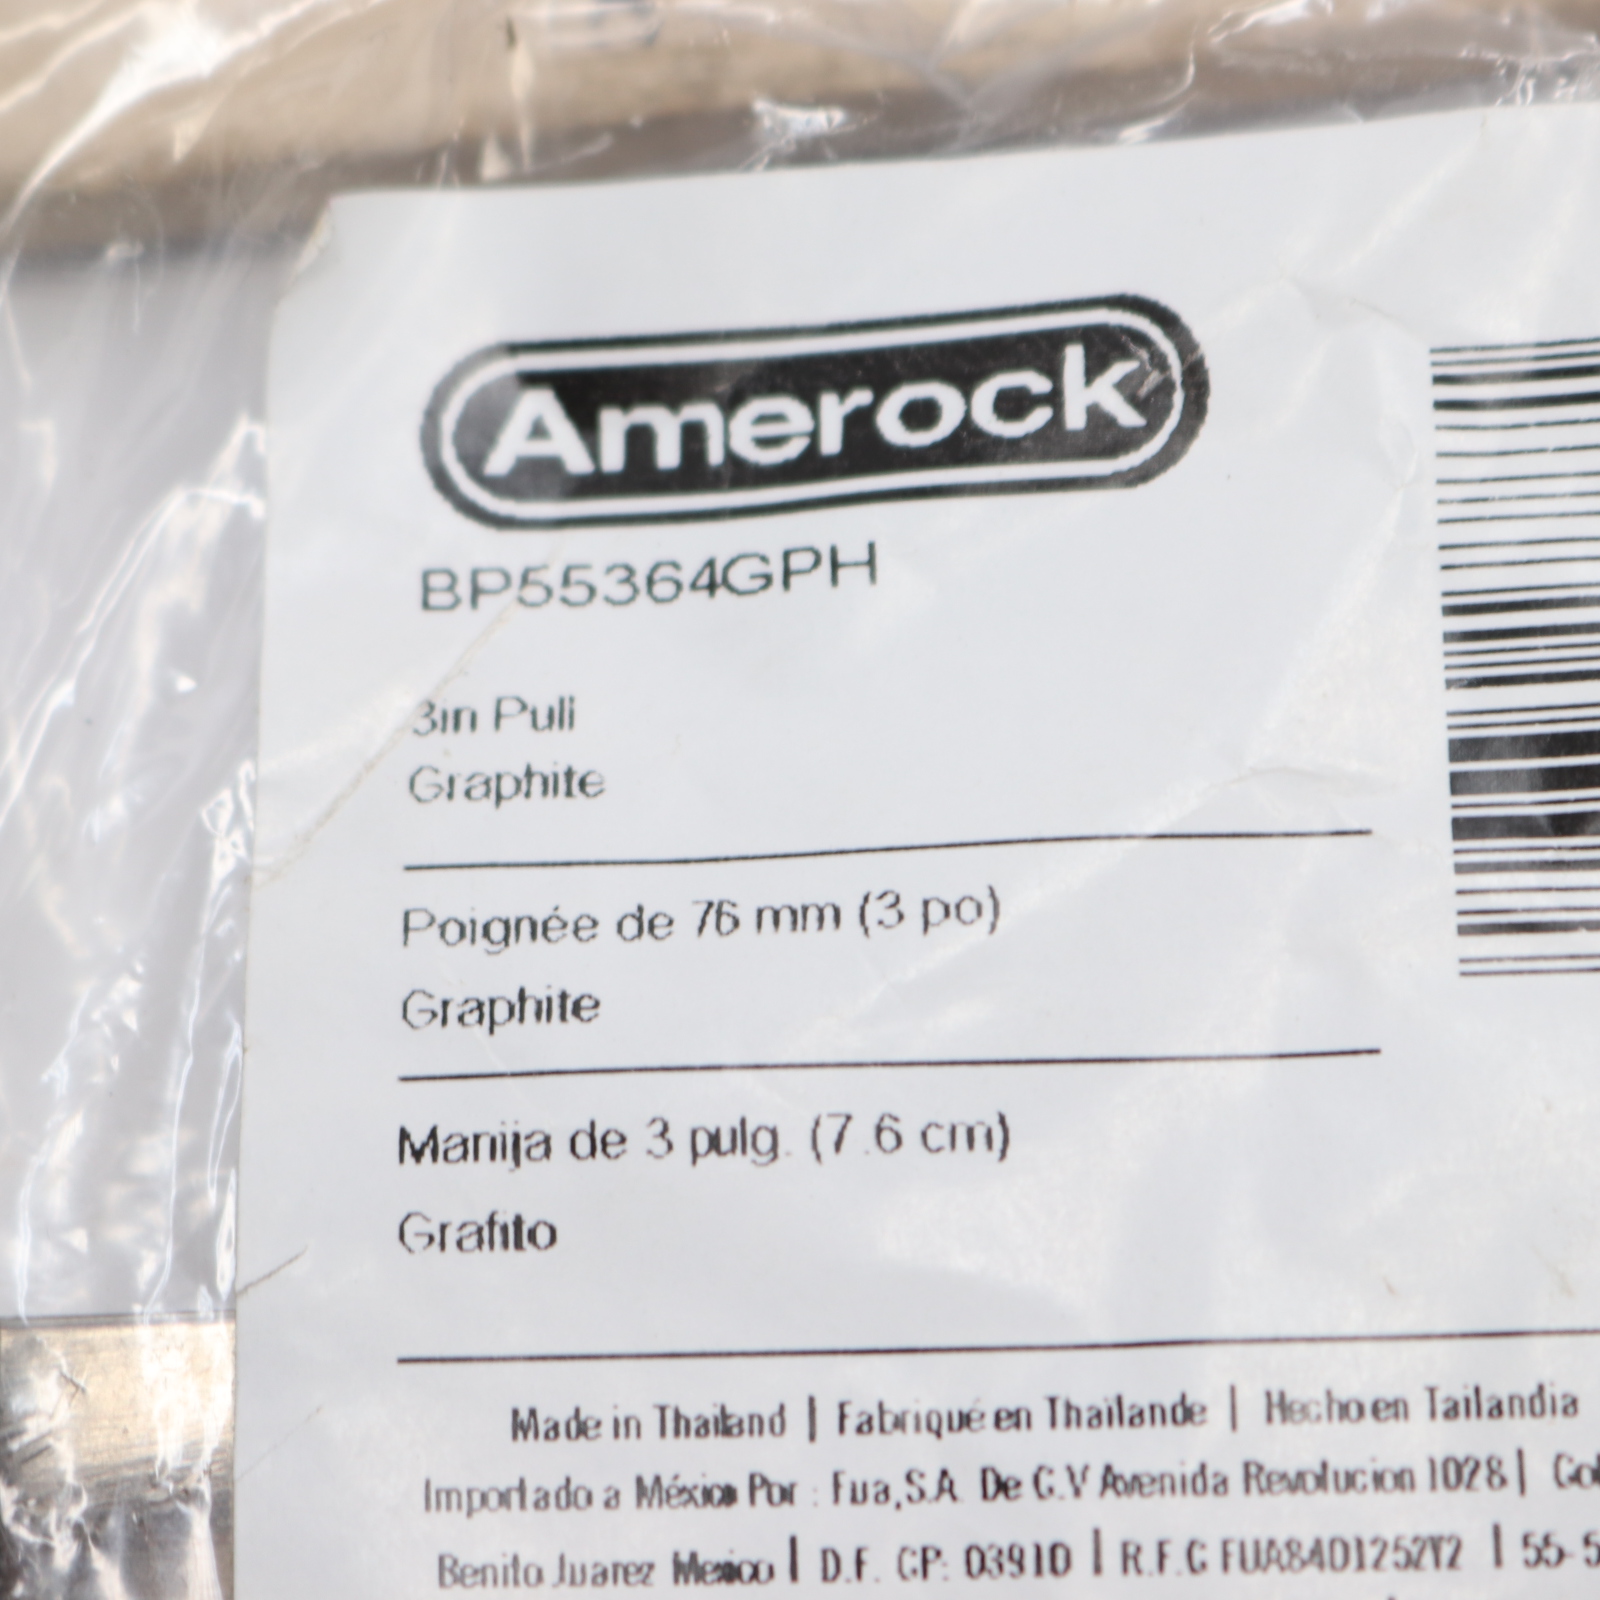 Amerock
BP55364GPH
3in Pull
Graphite
Poignée de 76 mm (3 po)
Graphite
Manija de 3 pulg. (7.6 cm)
Grafito
Made in Thailand | Fabriqué en Thailande | Hecho en Tailandia
Importado a México Por : Fua,S.A. De C.V Avenida Revolucion 1028 |
Benito Juarez Mexico | D.F. CP: 03910 | R.F.C | 55-5